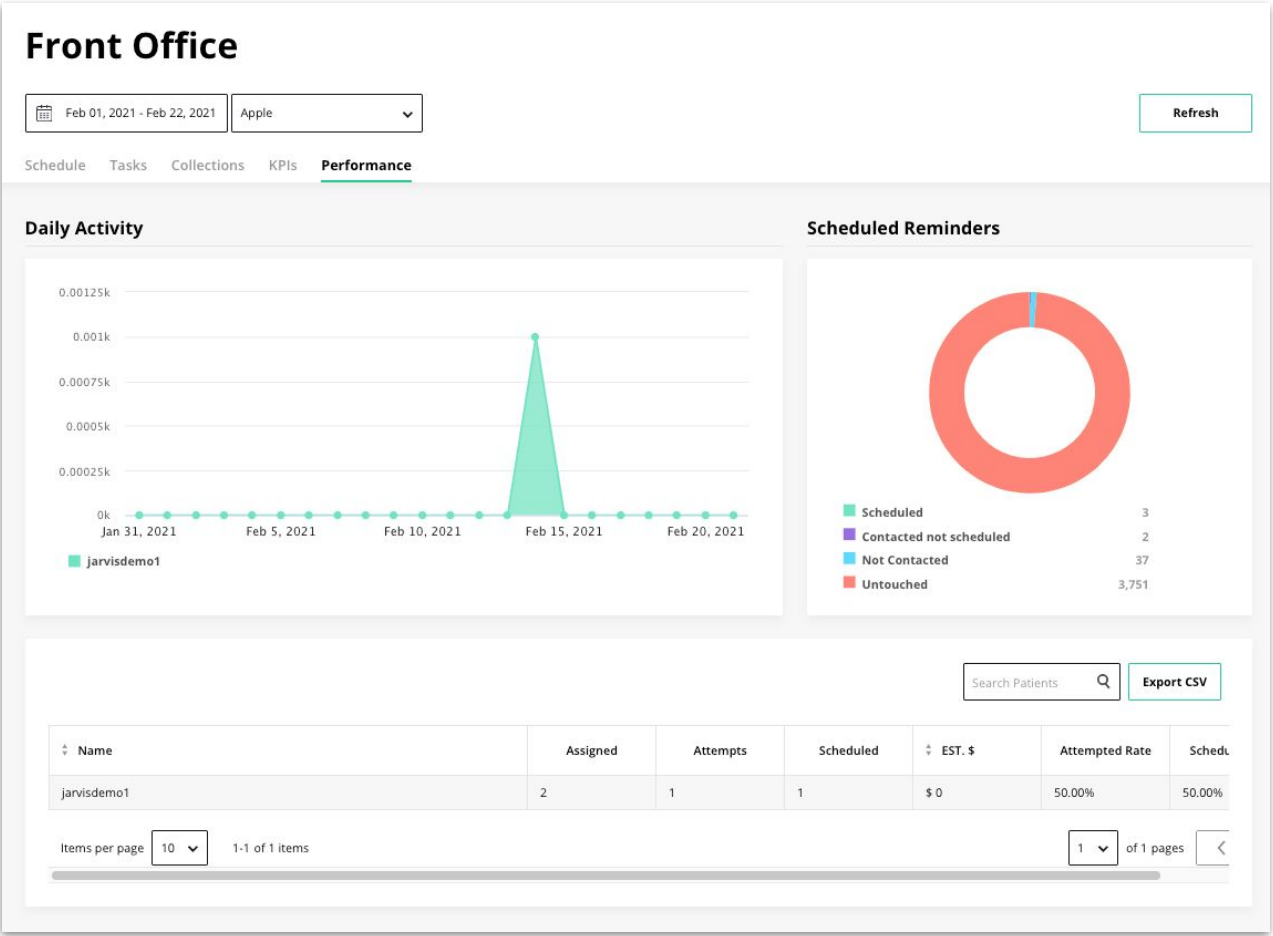 Front Office
Feb 01, 2021 - Feb 22, 2021 Apple Refresh
Schedule Tasks Collections KPIs Performance
Daily Activity
0.00125k
0.001k
0.00075k
0.0005k
0.00025k
0k
Jan 31, 2021 Feb 5, 2021 Feb 10, 2021 Feb 15, 2021 Feb 20, 2021
jarvisdemo1
Scheduled Reminders
Scheduled 3
Contacted not scheduled 2
Not Contacted 37
Untouched 3,751
Search Patients Export CSV
Name Assigned Attempts Scheduled EST. $ Attempted Rate Schedu
jarvisdemo1 2 1 1 $ 0 50.00% 50.00%
Items per page 10 1-1 of 1 items 1 of 1 pages